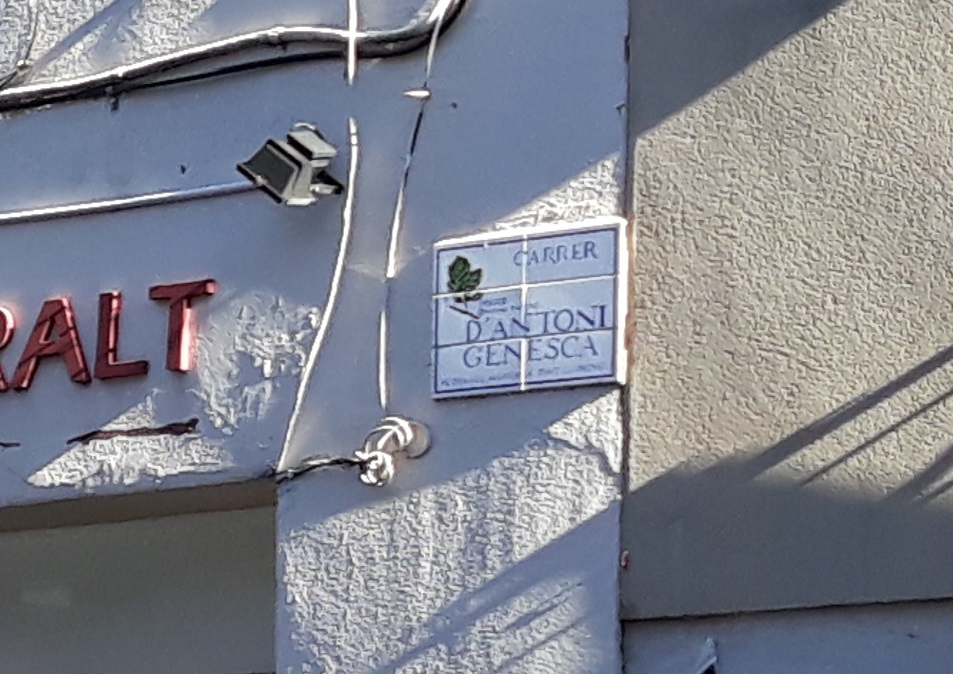 RALT
CARRER
D'ANTONI
GENESCA